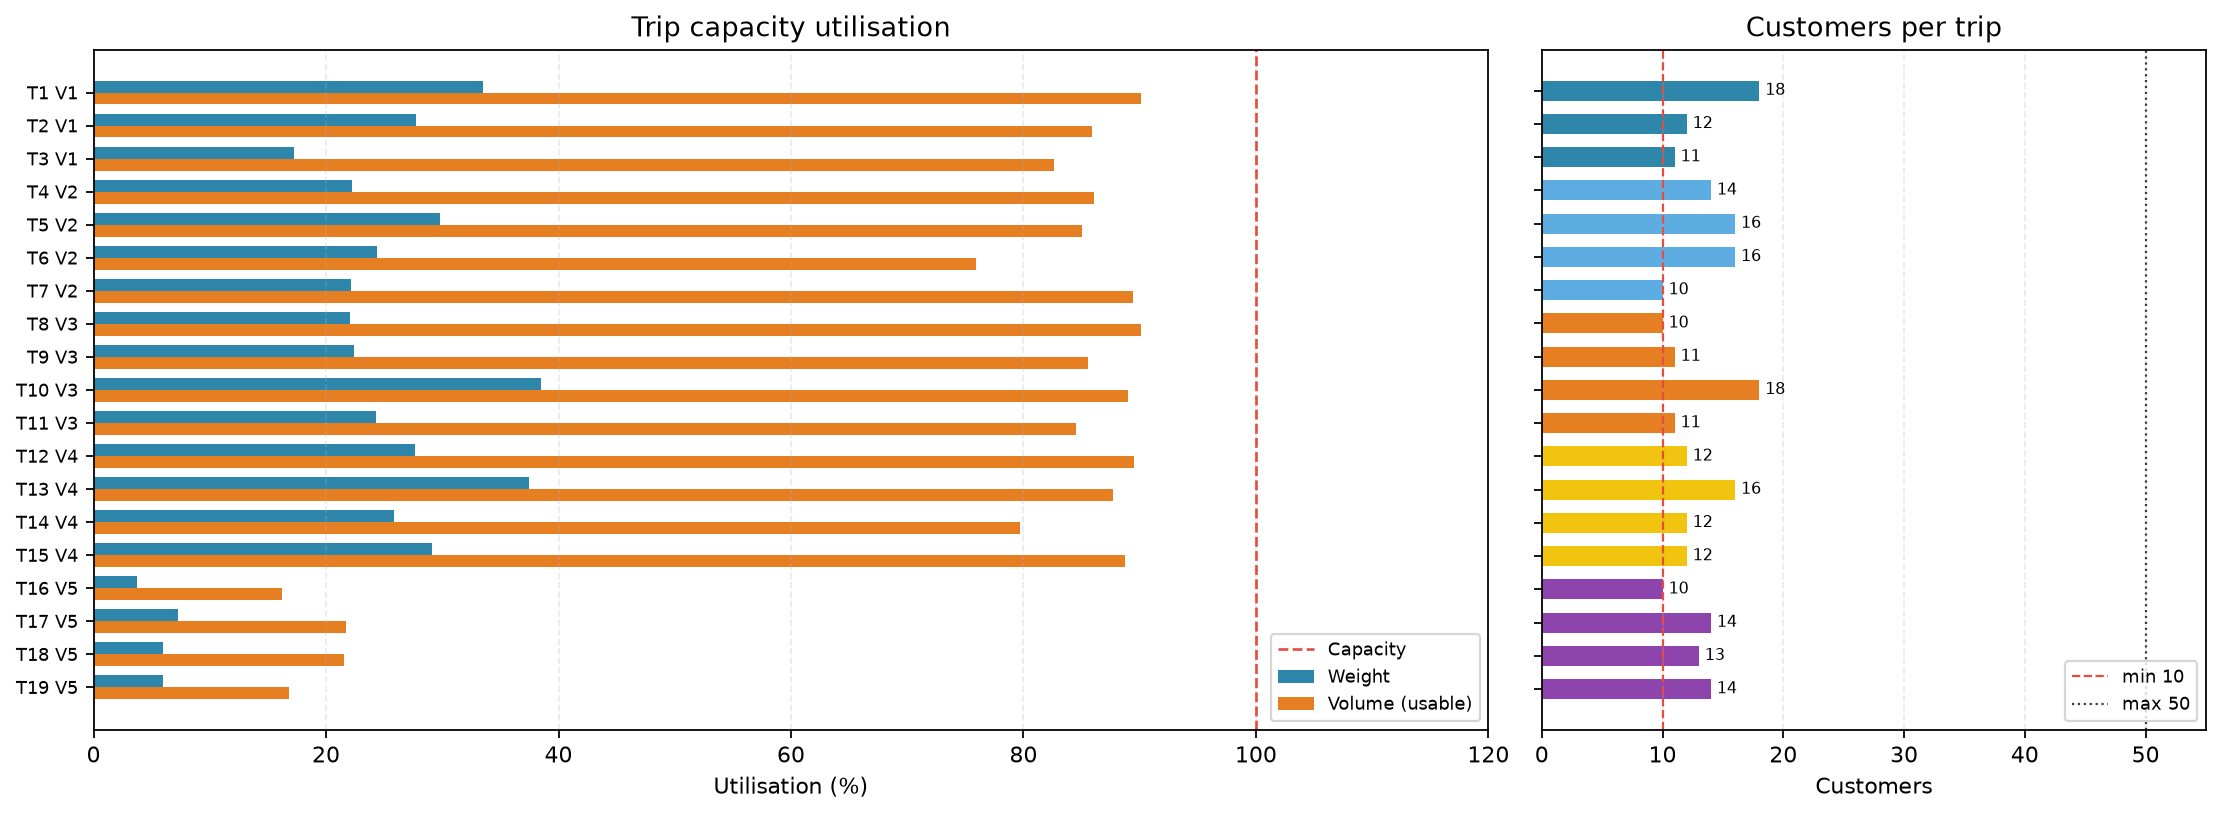 Trip capacity utilisation
T1 V1
T2 V1
T3 V1
T4 V2
T5 V2
T6 V2
T7 V2
T8 V3
T9 V3
T10 V3
T11 V3
T12 V4
T13 V4
T14 V4
T15 V4
T16 V5
T17 V5
T18 V5
T19 V5
Capacity
Weight
Volume (usable)
0 20 40 60 80 100 120
Utilisation (%)
Customers per trip
18
12
11
14
16
16
10
10
11
18
11
12
16
12
12
10
14
13
14
min 10
max 50
0 10 20 30 40 50
Customers